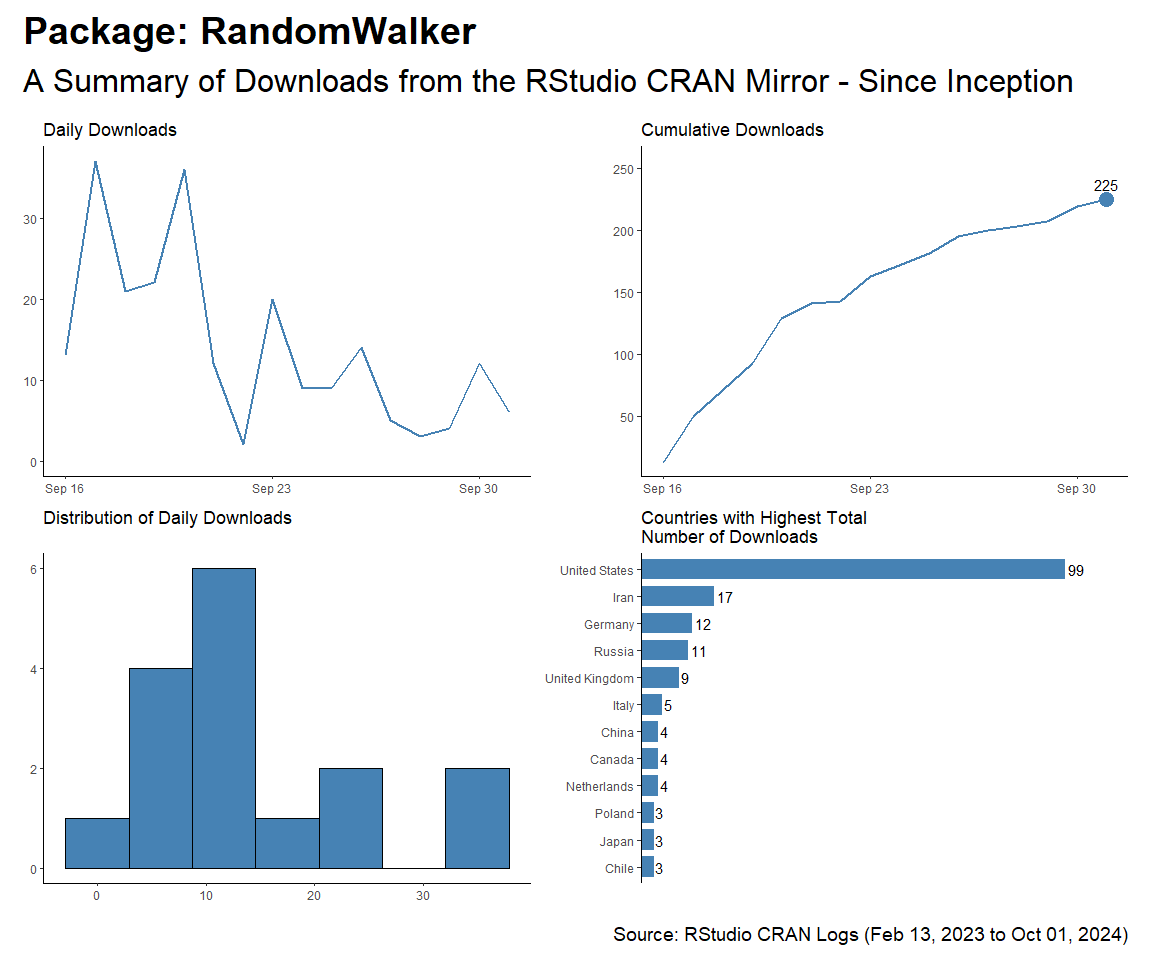 Package: RandomWalker
A Summary of Downloads from the RStudio CRAN Mirror - Since Inception
Daily Downloads
30
20
10
0
Sep 16
Sep 23
Sep 30
Cumulative Downloads
250
200
150
100
50
225
Sep 16
Sep 23
Sep 30
Distribution of Daily Downloads
6
4
2
0
0
10
20
30
Countries with Highest Total
Number of Downloads
United States 99
Iran 17
Germany 12
Russia 11
United Kingdom 9
Italy 5
China 4
Canada 4
Netherlands 4
Poland 3
Japan 3
Chile 3
Source: RStudio CRAN Logs (Feb 13, 2023 to Oct 01, 2024)